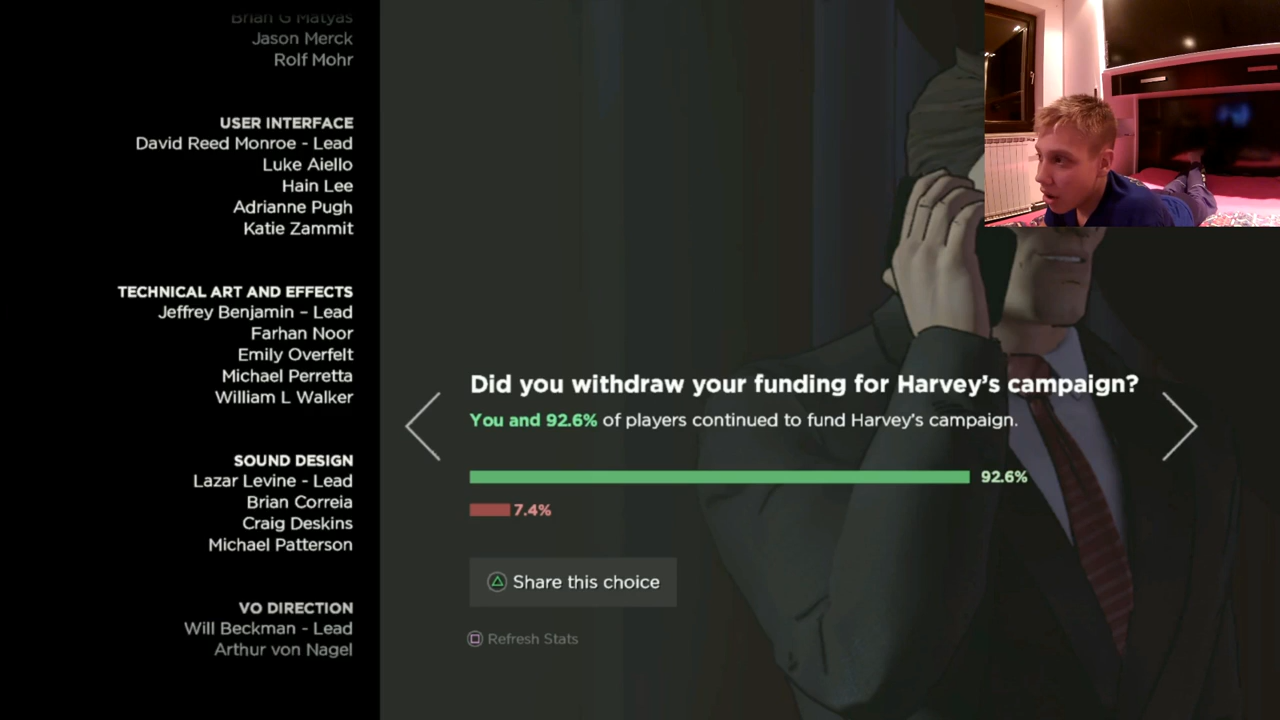 Brian G Matyas
Jason Merck
Rolf Mohr
USER INTERFACE
David Reed Monroe - Lead
Luke Aiello
Hain Lee
Adrianne Pugh
Katie Zammit
TECHNICAL ART AND EFFECTS
Jeffrey Benjamin – Lead
Farhan Noor
Emily Overfelt
Michael Perretta
William L Walker
SOUND DESIGN
Lazar Levine - Lead
Brian Correia
Craig Deskins
Michael Patterson
VO DIRECTION
Will Beckman - Lead
Arthur von Nagel
Did you withdraw your funding for Harvey's campaign?
You and 92.6% of players continued to fund Harvey's campaign.
92.6%
7.4%
Share this choice
Refresh Stats